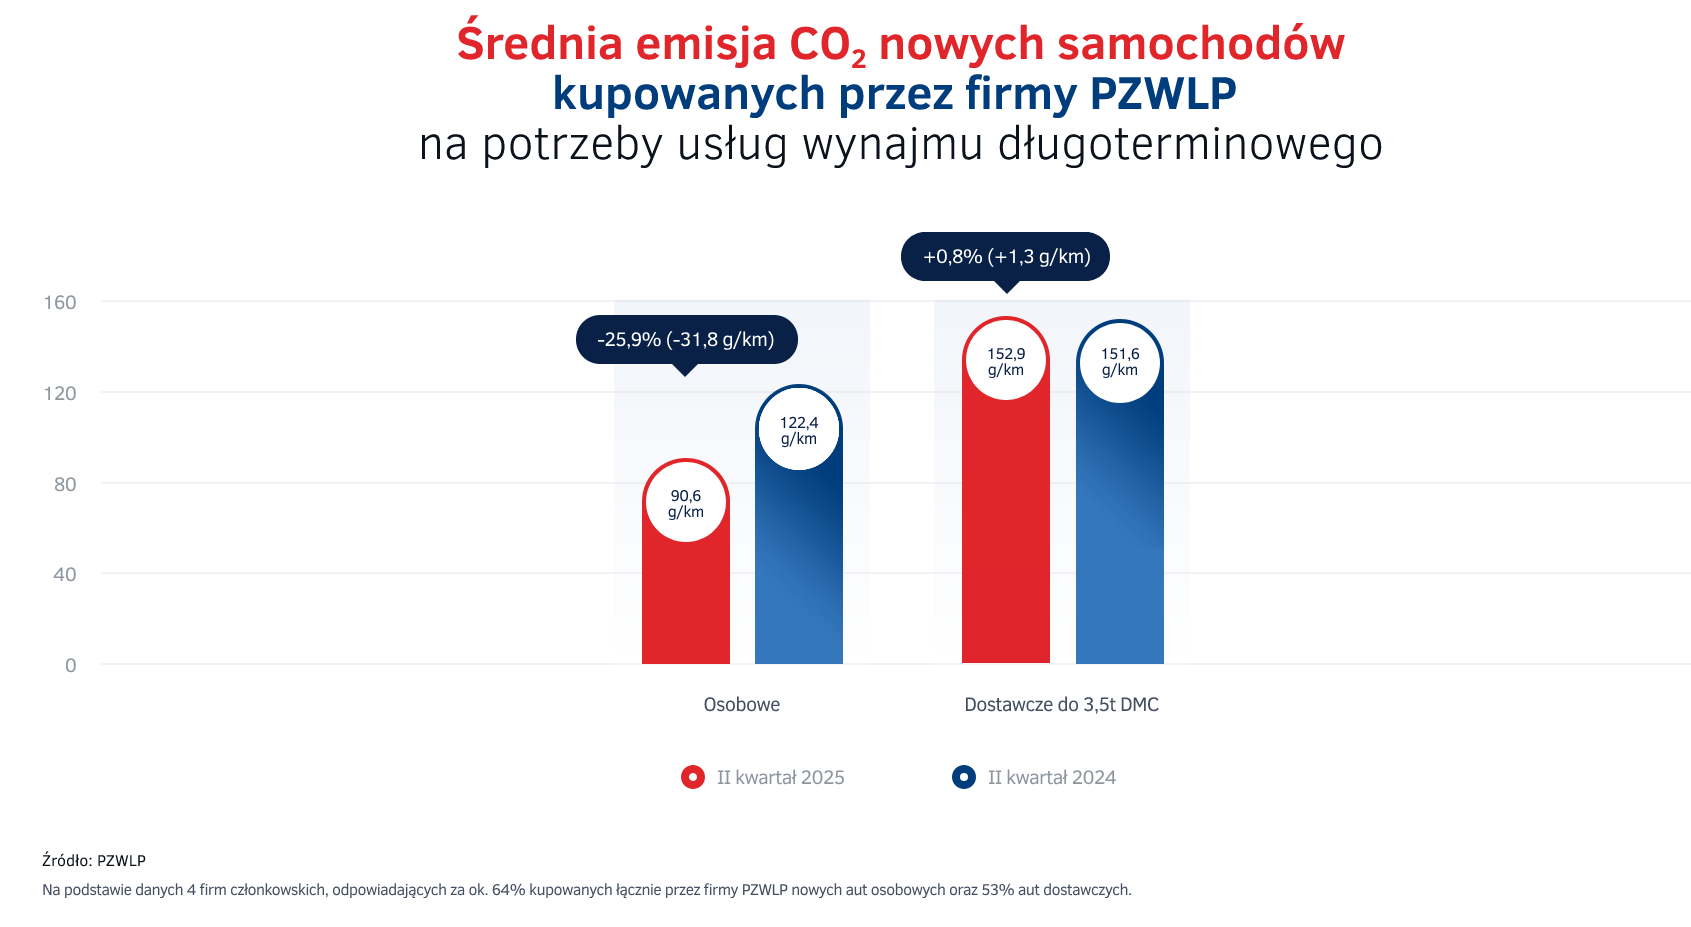 Średnia emisja CO₂ nowych samochodów
kupowanych przez firmy PZWLP
na potrzeby usług wynajmu długoterminowego
+0,8% (+1,3 g/km)
160
-25,9% (-31,8 g/km)
152,9
g/km
151,6
g/km
120
122,4
g/km
80
90,6
g/km
40
0
Osobowe
Dostawcze do 3,5t DMC
II kwartał 2025
II kwartał 2024
Źródło: PZWLP
Na podstawie danych 4 firm członkowskich, odpowiadających za ok. 64% kupowanych łącznie przez firmy PZWLP nowych aut osobowych oraz 53% aut dostawczych.